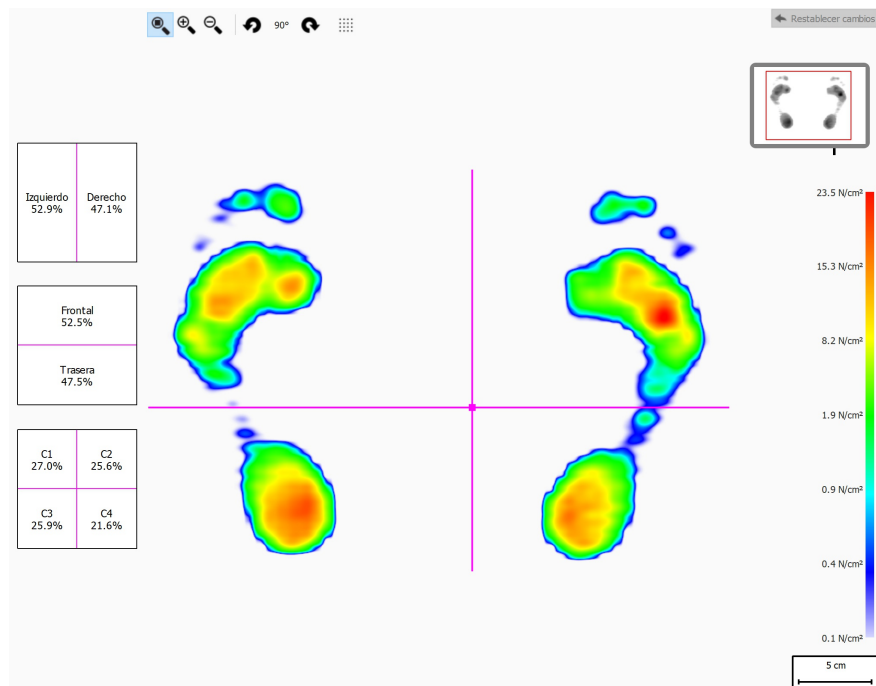 90°
Restablecer cambios
Izquierdo Derecho
52.9% 47.1%
Frontal
52.5%
Trasera
47.5%
C1 C2
27.0% 25.6%
C3 C4
25.9% 21.6%
23.5 N/cm²
15.3 N/cm²
8.2 N/cm²
1.9 N/cm²
0.9 N/cm²
0.4 N/cm²
0.1 N/cm²
5 cm